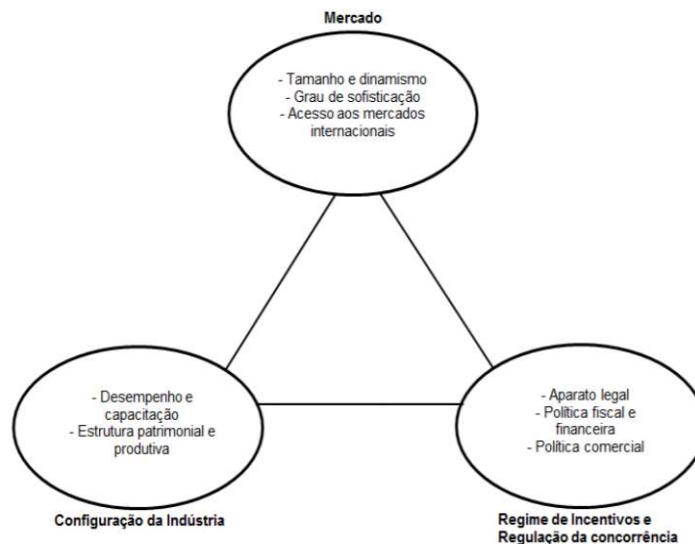 Mercado
- Tamanho e dinamismo
- Grau de sofisticação
- Acesso aos mercados
internacionais
- Desempenho e
capacitação
- Estrutura patrimonial e
produtiva
Configuração da Indústria
- Aparato legal
- Política fiscal e
financeira
- Política comercial
Regime de Incentivos e
Regulação da concorrência